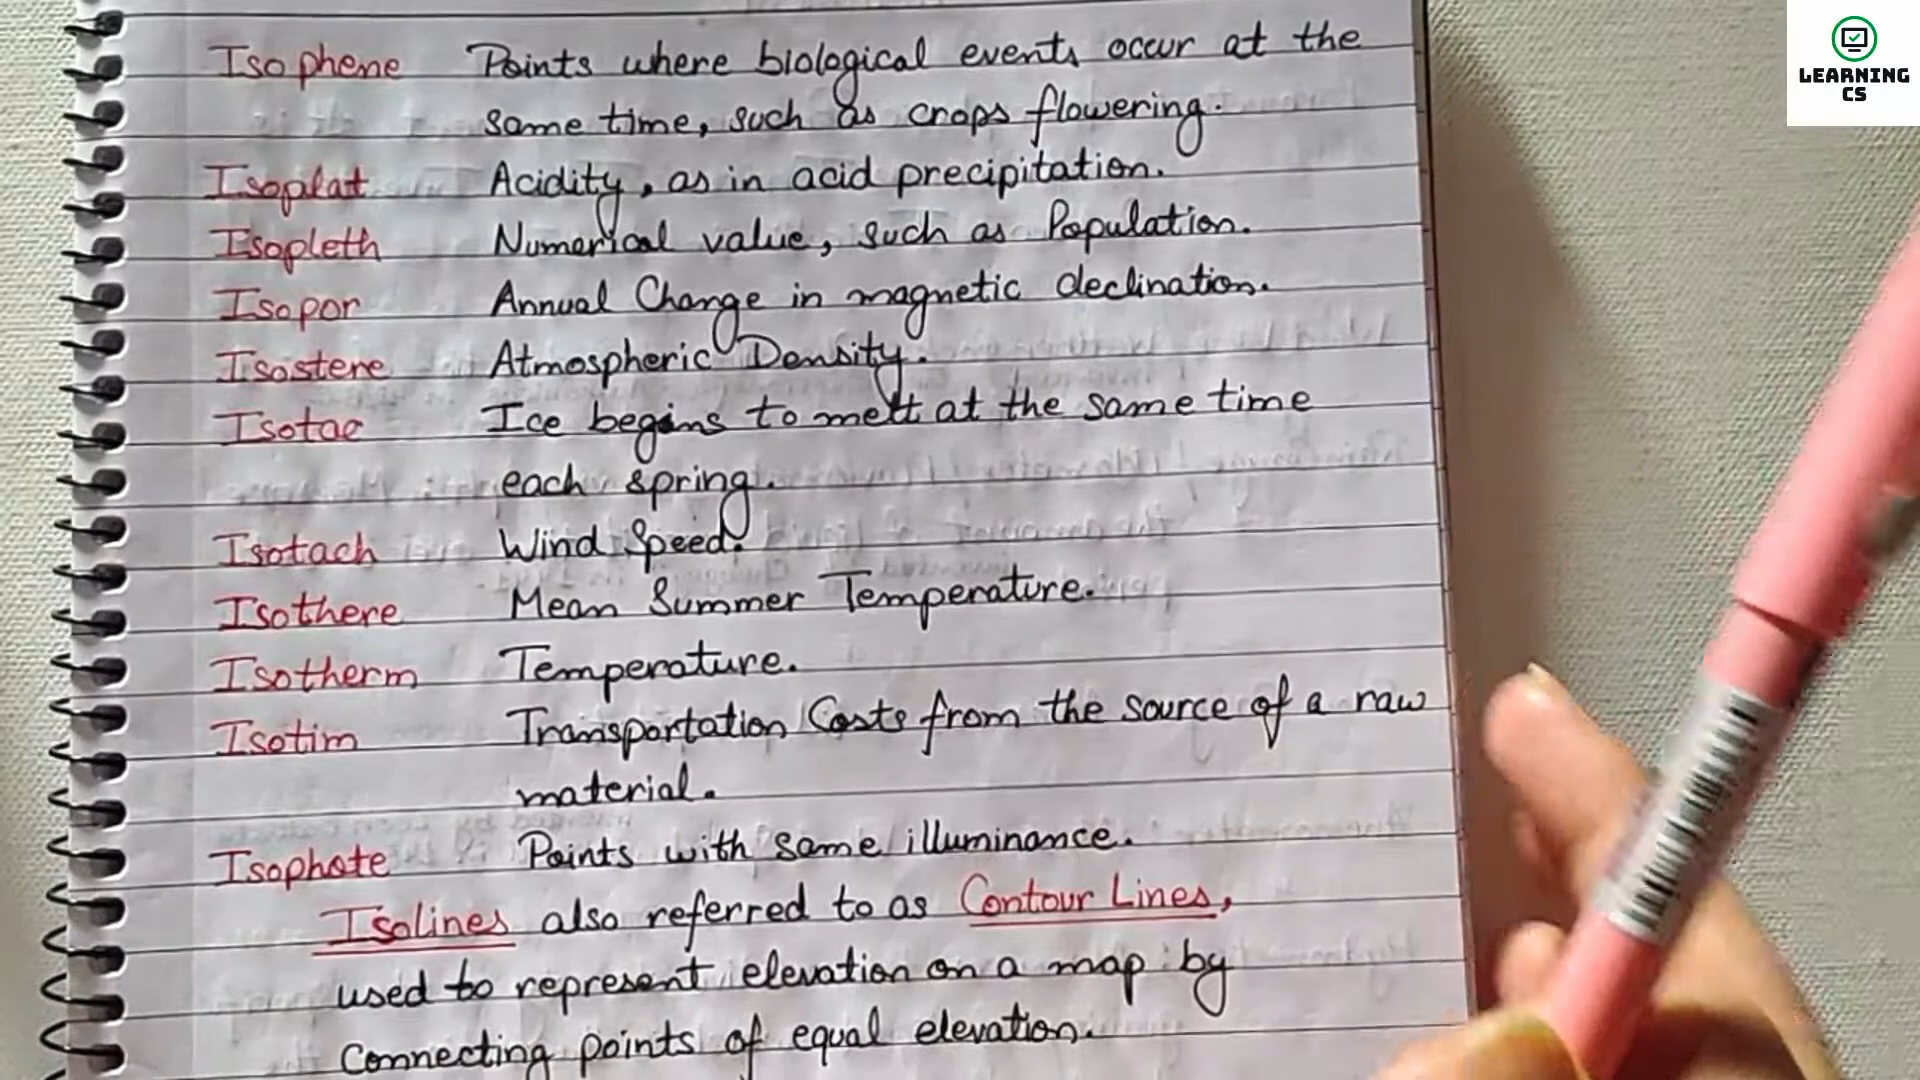 Isophene Points where biological events occur at the
same time, such as crops flowering.
Isoplat Acidity, as in acid precipitation.
Isopleth Numerical value, such as Population.
Isopor Annual Change in magnetic declination.
Isostere Atmospheric Density.
Isotac Ice begins to melt at the same time
each spring.
Isotach Wind Speed.
Isothere Mean Summer Temperature.
Isotherm Temperature.
Isotim Transportation Costs from the source of a raw
material.
Isophote Points with same illuminance.
Isolines also referred to as Contour Lines,
used to represent elevation on a map by
Connecting points of equal elevation.
LEARNING
CS